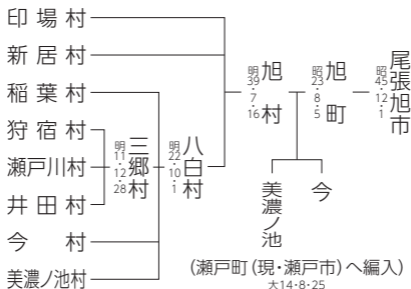 印場村
新居村
稲葉村
狩宿村
瀬戸川村
井田村
今村
美濃ノ池村
明11・12・28
三郷村
明22・10・1
八白村
明39・7・16
旭村
明23・8・5
旭町
昭45・12・1
尾張旭市
美濃ノ池
今
(瀬戸町(現・瀬戸市)へ編入)
大14・8・25